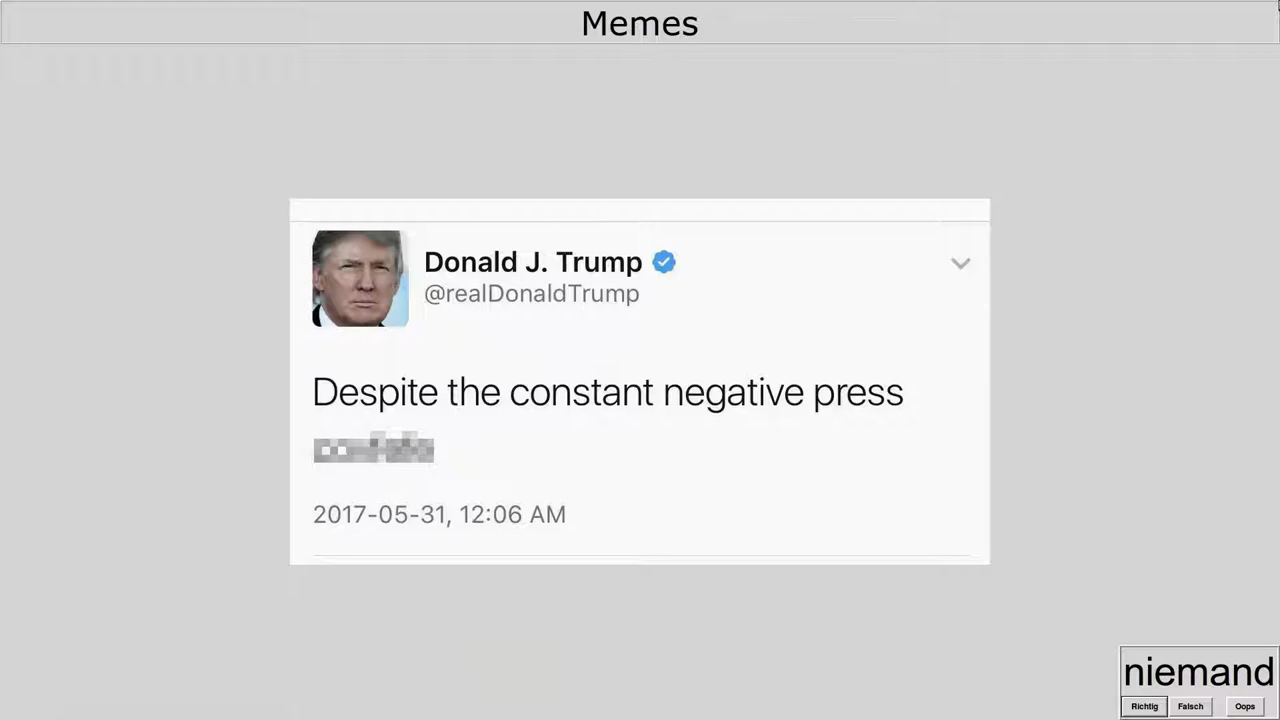 Memes
Donald J. Trump
@realDonaldTrump
Despite the constant negative press
2017-05-31, 12:06 AM
niemand
Richtig Falsch Oops